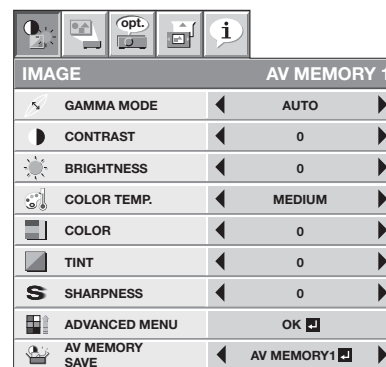 opt.
i
IMAGE AV MEMORY 1
GAMMA MODE AUTO
CONTRAST 0
BRIGHTNESS 0
COLOR TEMP. MEDIUM
COLOR 0
TINT 0
SHARPNESS 0
ADVANCED MENU OK
AV MEMORY
SAVE AV MEMORY1